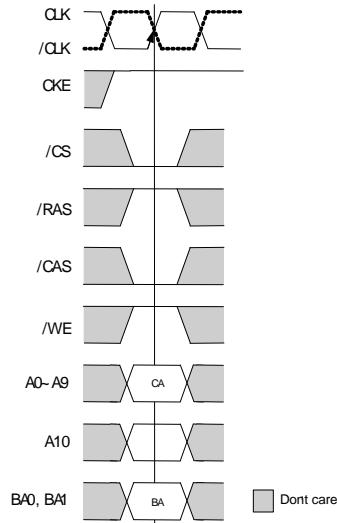 CLK
/CLK
CKE
/CS
/RAS
/CAS
/WE
A0~A9
CA
A10
BA0, BA1
BA
Dont care